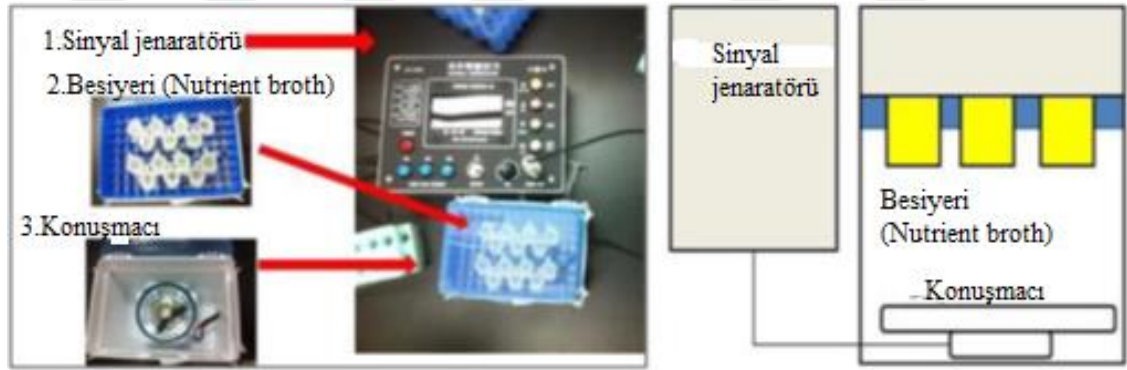 1.Sinyal jenaratörü
2.Besiyeri (Nutrient broth)
3.Konuşmacı
Sinyal
jenaratörü
Besiyeri
(Nutrient broth)
Konuşmacı